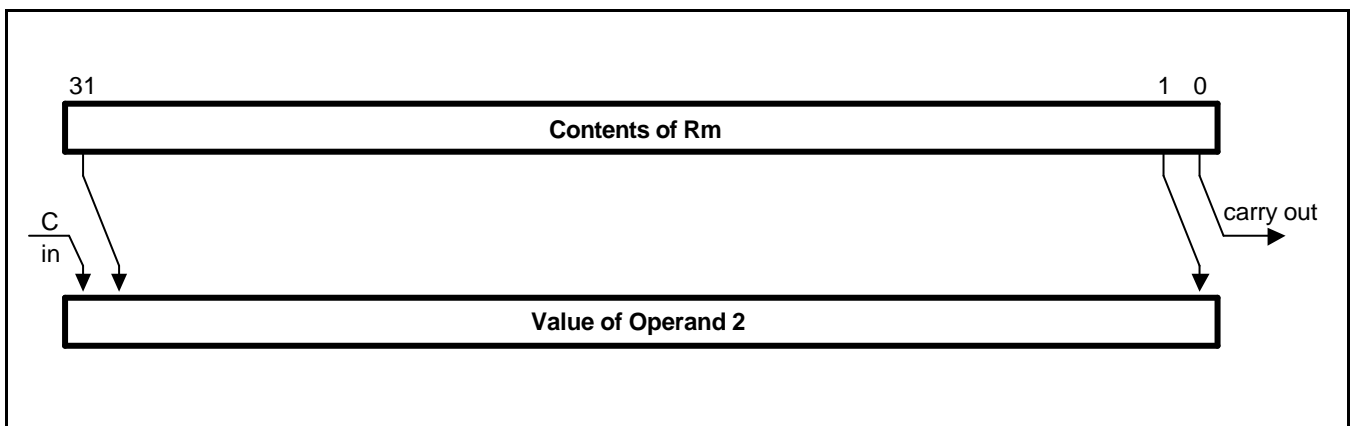 31
1 0
Contents of Rm
C
in
carry out
Value of Operand 2